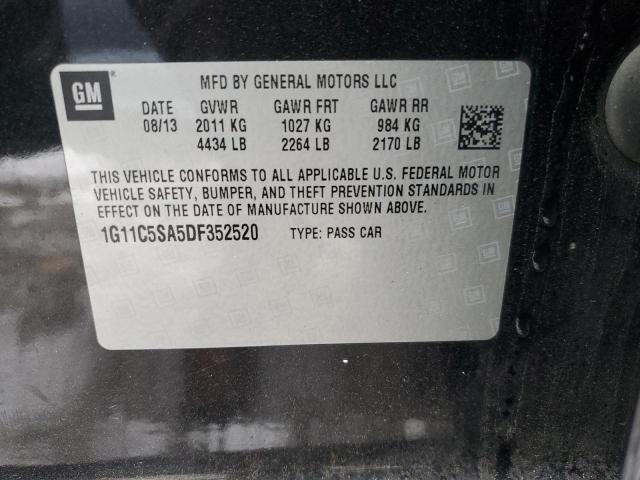 GM
MFD BY GENERAL MOTORS LLC
DATE GVWR GAWR FRT GAWR RR
08/13 2011 KG 1027 KG 984 KG
4434 LB 2264 LB 2170 LB
THIS VEHICLE CONFORMS TO ALL APPLICABLE U.S. FEDERAL MOTOR
VEHICLE SAFETY, BUMPER, AND THEFT PREVENTION STANDARDS IN
EFFECT ON THE DATE OF MANUFACTURE SHOWN ABOVE.
1G11C5SA5DF352520 TYPE: PASS CAR